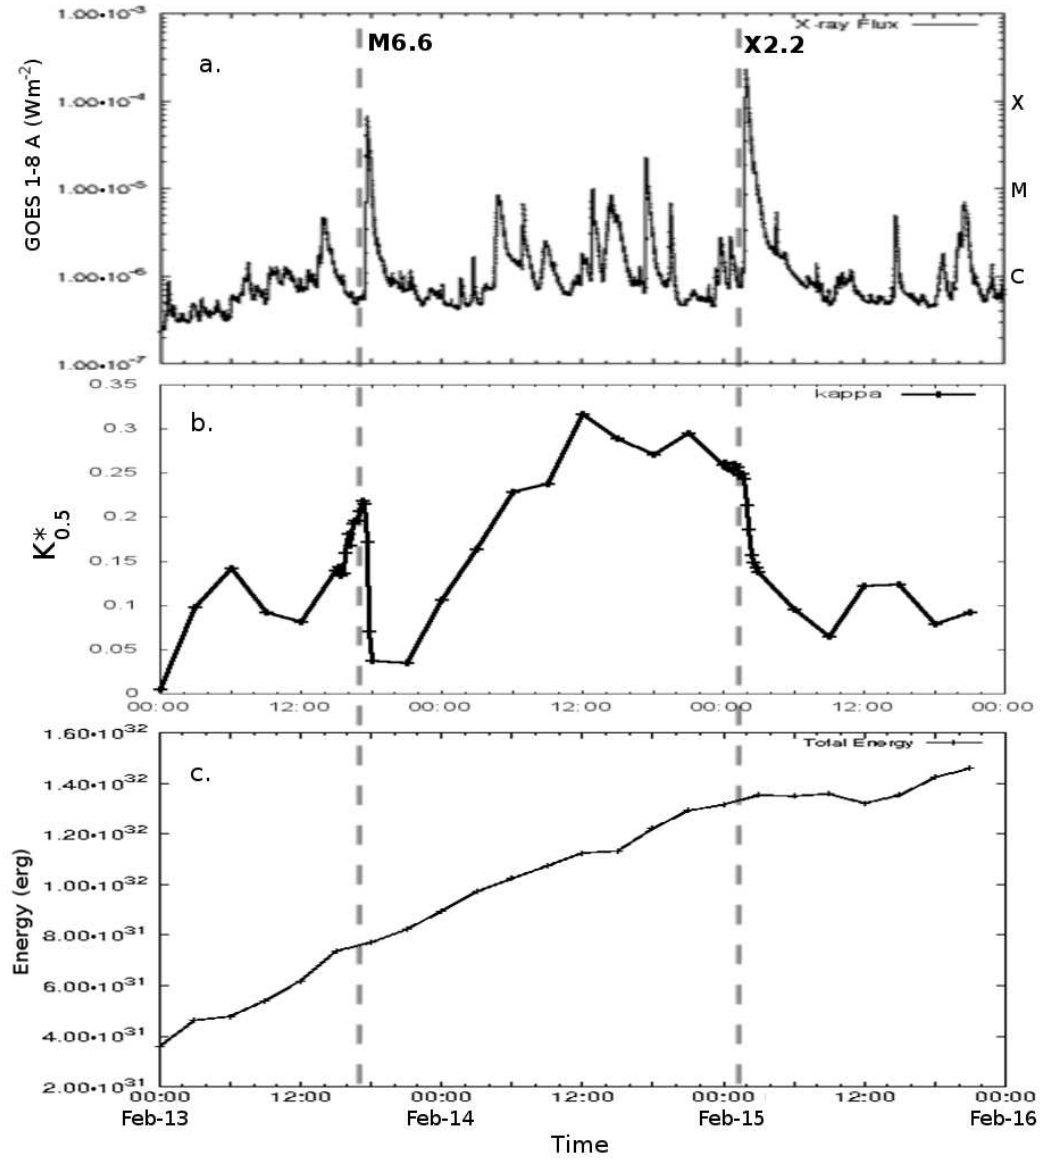 1.00•10⁻³
X-ray Flux
M6.6
X2.2
a.
GOES 1-8 A (Wm⁻²)
1.00•10⁻⁴
X
1.00•10⁻⁵
M
1.00•10⁻⁶
C
1.00•10⁻⁷
0.35
kappa
b.
0.3
0.25
K*0.5
0.2
0.15
0.1
0.05
0
00:00 12:00 00:00 12:00 00:00 12:00 00:00
1.60•10³²
Total Energy
c.
1.40•10³²
1.20•10³²
Energy (erg)
1.00•10³²
8.00•10³¹
6.00•10³¹
4.00•10³¹
2.00•10³¹
00:00 12:00 00:00 12:00 00:00 12:00 00:00
Feb-13 Feb-14 Feb-15 Feb-16
Time